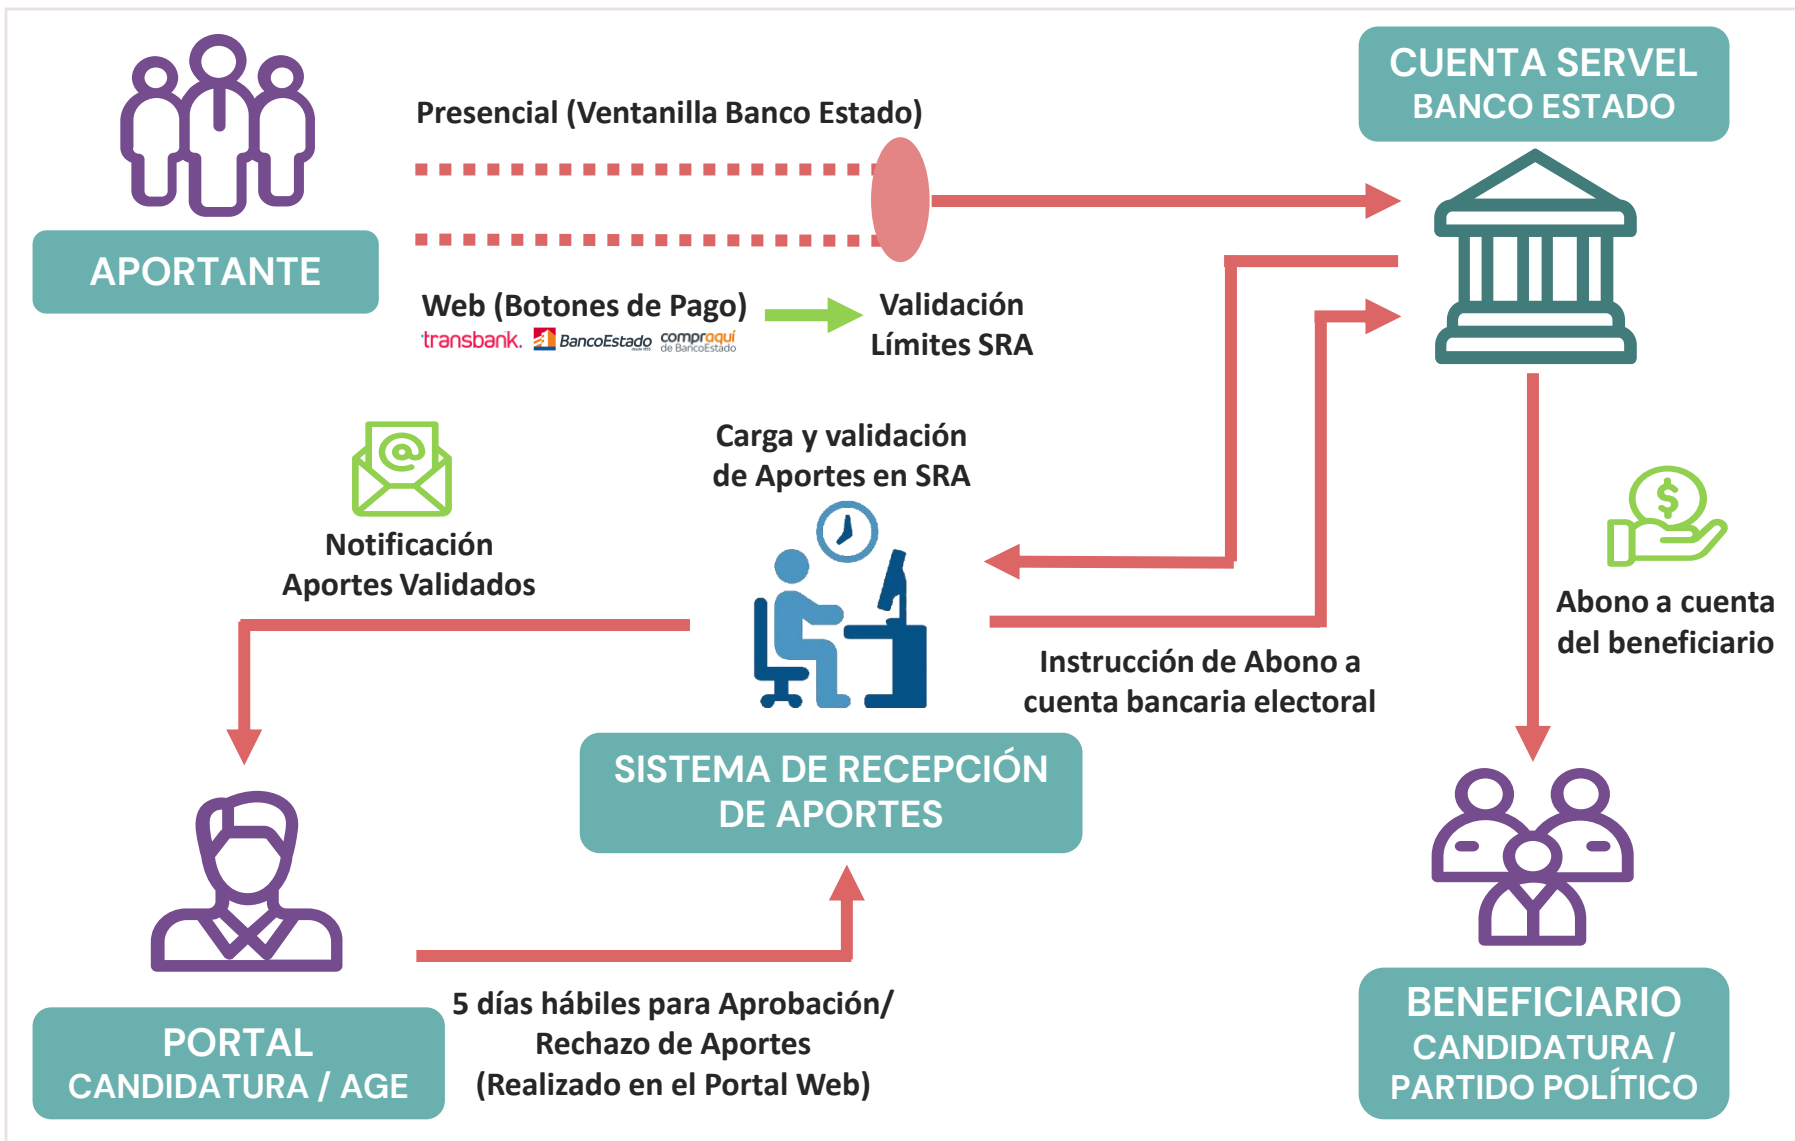 CUENTA SERVEL
BANCO ESTADO
Presencial (Ventanilla Banco Estado)
APORTANTE
Web (Botones de Pago)
transbank.
BancoEstado
compraquí
de BancoEstado
Validación
Límites SRA
Carga y validación
de Aportes en SRA
Notificación
Aportes Validados
$
Abono a cuenta
del beneficiario
Instrucción de Abono a
cuenta bancaria electoral
SISTEMA DE RECEPCIÓN
DE APORTES
5 días hábiles para Aprobación/
Rechazo de Aportes
(Realizado en el Portal Web)
PORTAL
CANDIDATURA / AGE
BENEFICIARIO
CANDIDATURA /
PARTIDO POLÍTICO